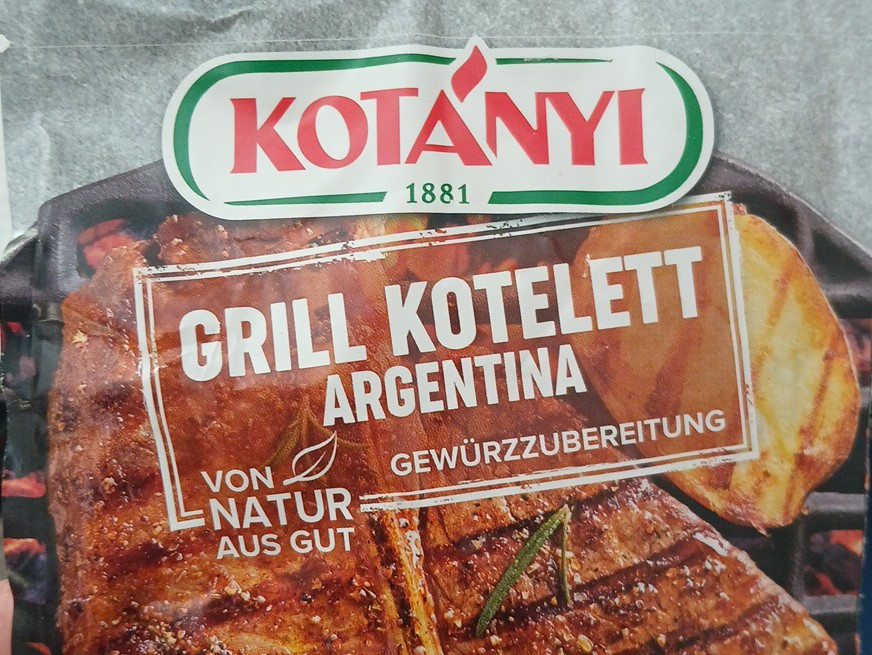 KOTÁNYI
1881
GRILL KOTELETT
ARGENTINA
GEWÜRZZUBEREITUNG
VON
NATUR
AUS GUT